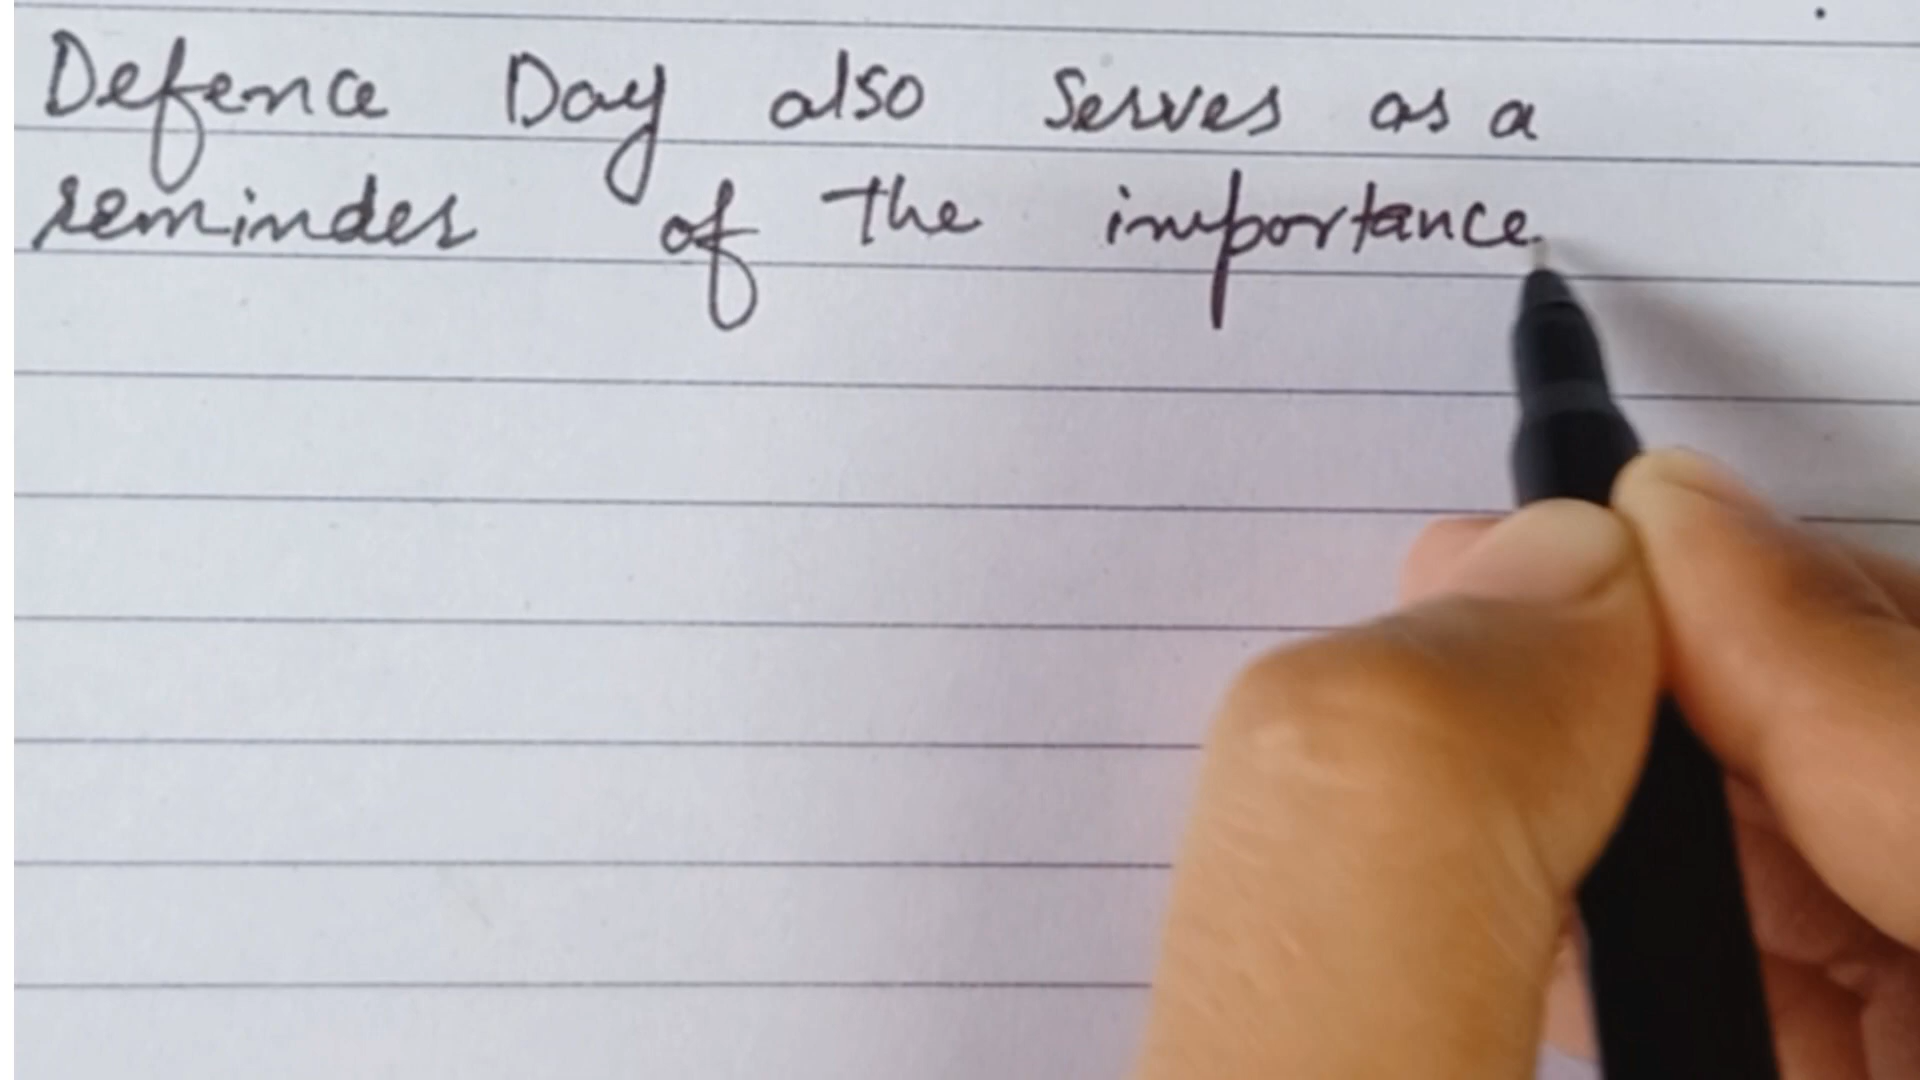 Defence Day also Serves as a
reminder of the importance